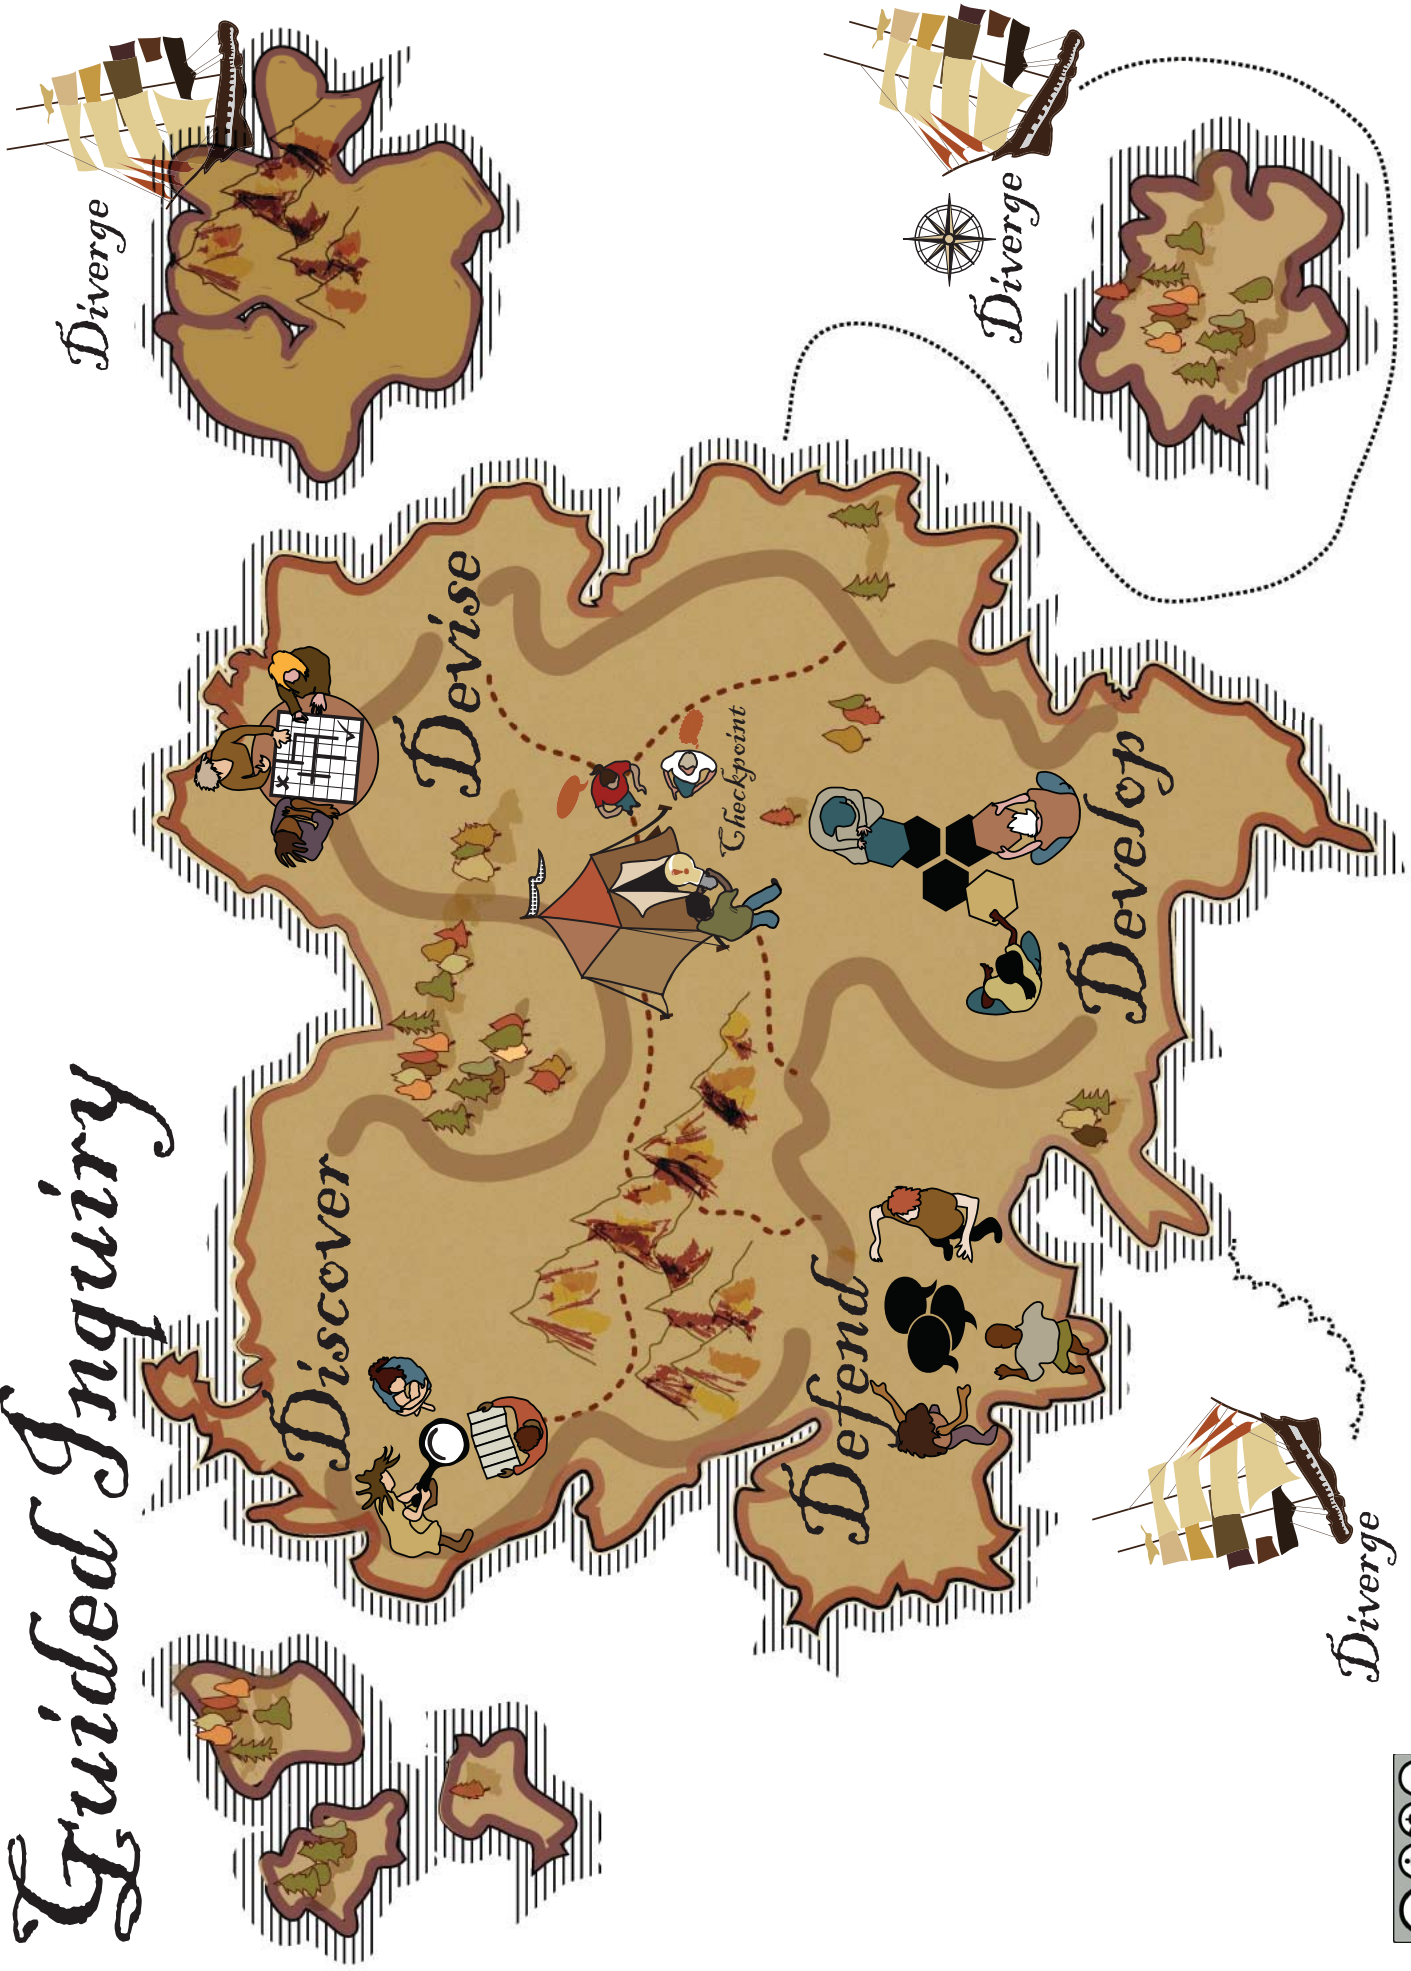 Guided Inquiry
Diverge
Discover
Devise
Checkpoint
Diverge
Defend
Develop
Diverge